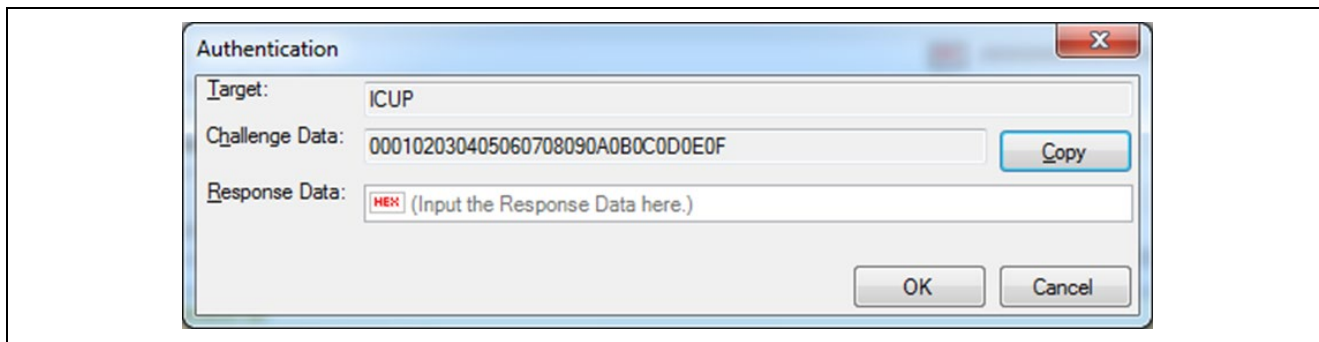 Authentication
Target: ICUP
Challenge Data: 000102030405060708090A0B0C0D0E0F Copy
Response Data: HEX (Input the Response Data here.)
OK Cancel